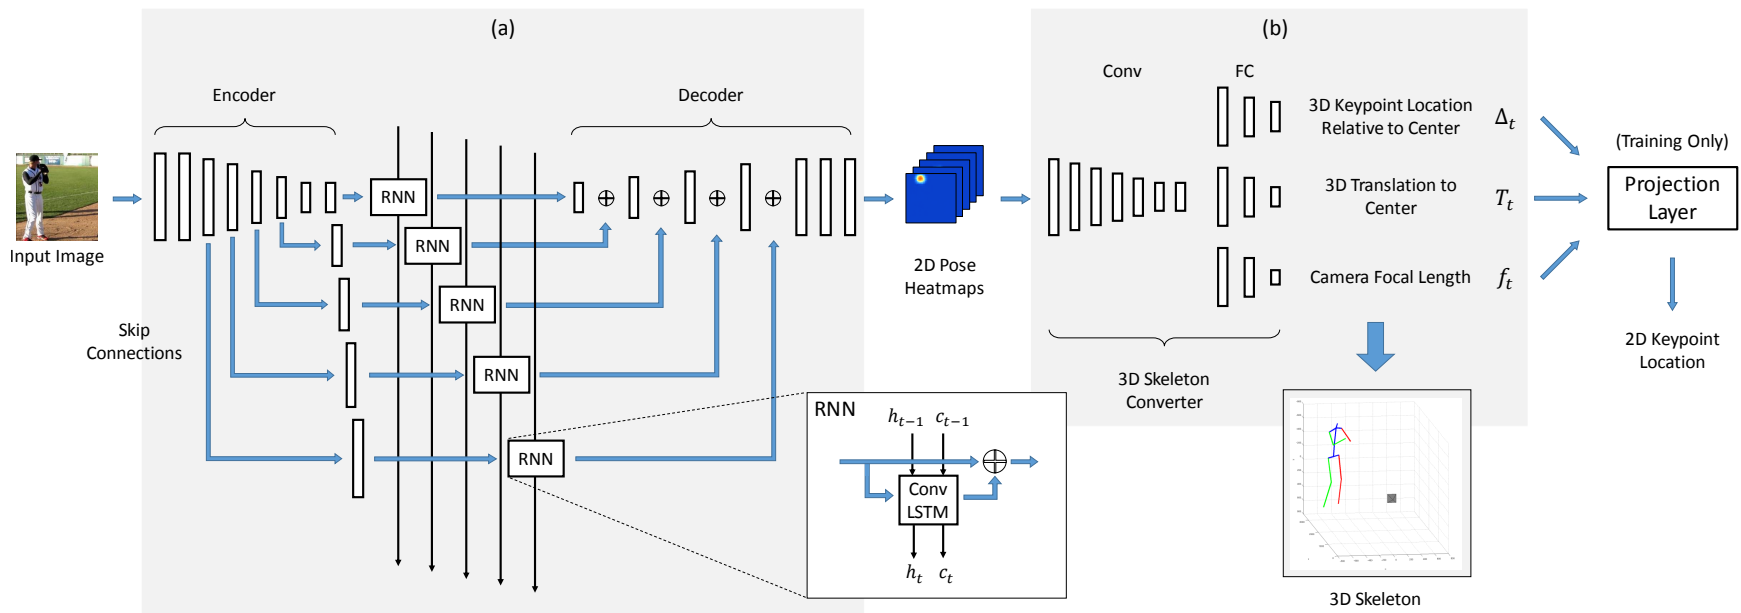 (a)
(b)
Encoder
Decoder
Conv
FC
Input Image
Skip
Connections
RNN
RNN
RNN
RNN
RNN
2D Pose
Heatmaps
3D Keypoint Location
Relative to Center
Δt
3D Translation to
Center
Tt
Camera Focal Length
ft
(Training Only)
Projection
Layer
2D Keypoint
Location
3D Skeleton
Converter
RNN
ht−1
ct−1
Conv
LSTM
ht
ct
3D Skeleton